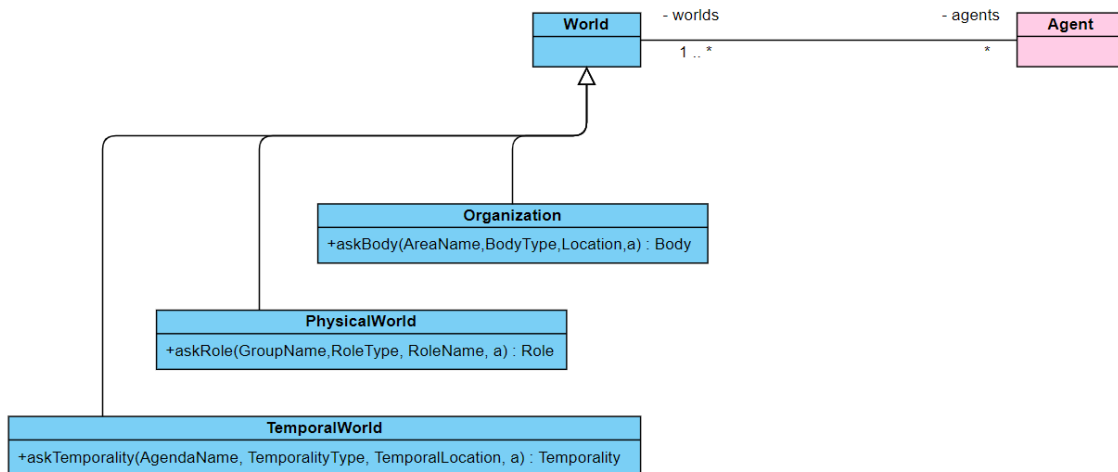 World
- worlds
- agents
Agent
1 .. *
*
Organization
+askBody(AreaName,BodyType,Location,a) : Body
PhysicalWorld
+askRole(GroupName,RoleType, RoleName, a) : Role
TemporalWorld
+askTemporality(AgendaName, TemporalityType, TemporalLocation, a) : Temporality